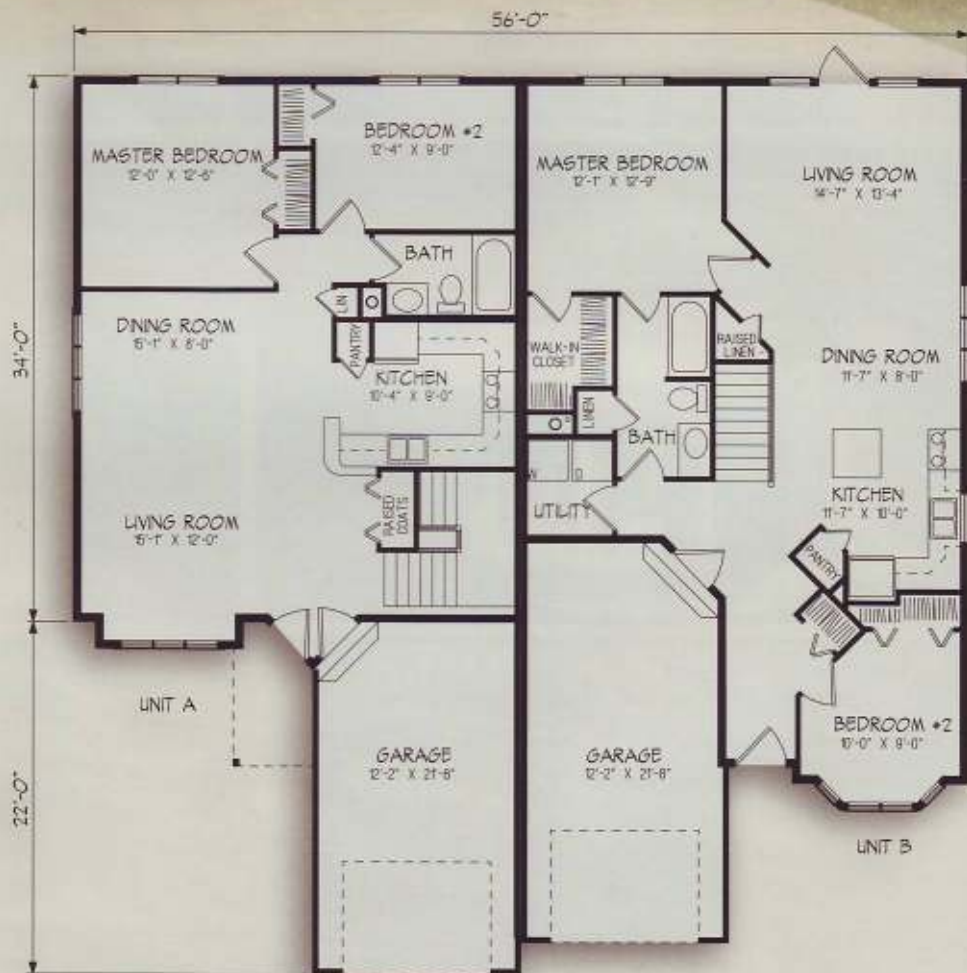 56'-0"
34'-0"
22'-0"
MASTER BEDROOM
12'-0" X 12'-6"
BEDROOM #2
12'-4" X 9'-0"
BATH
LIN
PANTRY
DINING ROOM
15'-1" X 8'-0"
KITCHEN
10'-4" X 9'-0"
LIVING ROOM
15'-1" X 12'-0"
RAISED
COATS
UNIT A
GARAGE
12'-2" X 21'-8"
MASTER BEDROOM
12'-1" X 12'-9"
LIVING ROOM
14'-7" X 13'-4"
WALK-IN
CLOSET
RAISED
LINEN
DINING ROOM
11'-7" X 8'-0"
LINEN
BATH
W
D
UTILITY
KITCHEN
11'-7" X 10'-0"
PANTRY
BEDROOM #2
10'-0" X 9'-0"
GARAGE
12'-2" X 21'-8"
UNIT B